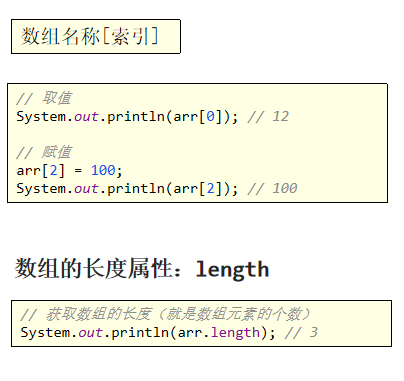 数组名称[索引]
// 取值
System.out.println(arr[0]); // 12
// 赋值
arr[2] = 100;
System.out.println(arr[2]); // 100
数组的长度属性：length
// 获取数组的长度（就是数组元素的个数）
System.out.println(arr.length); // 3